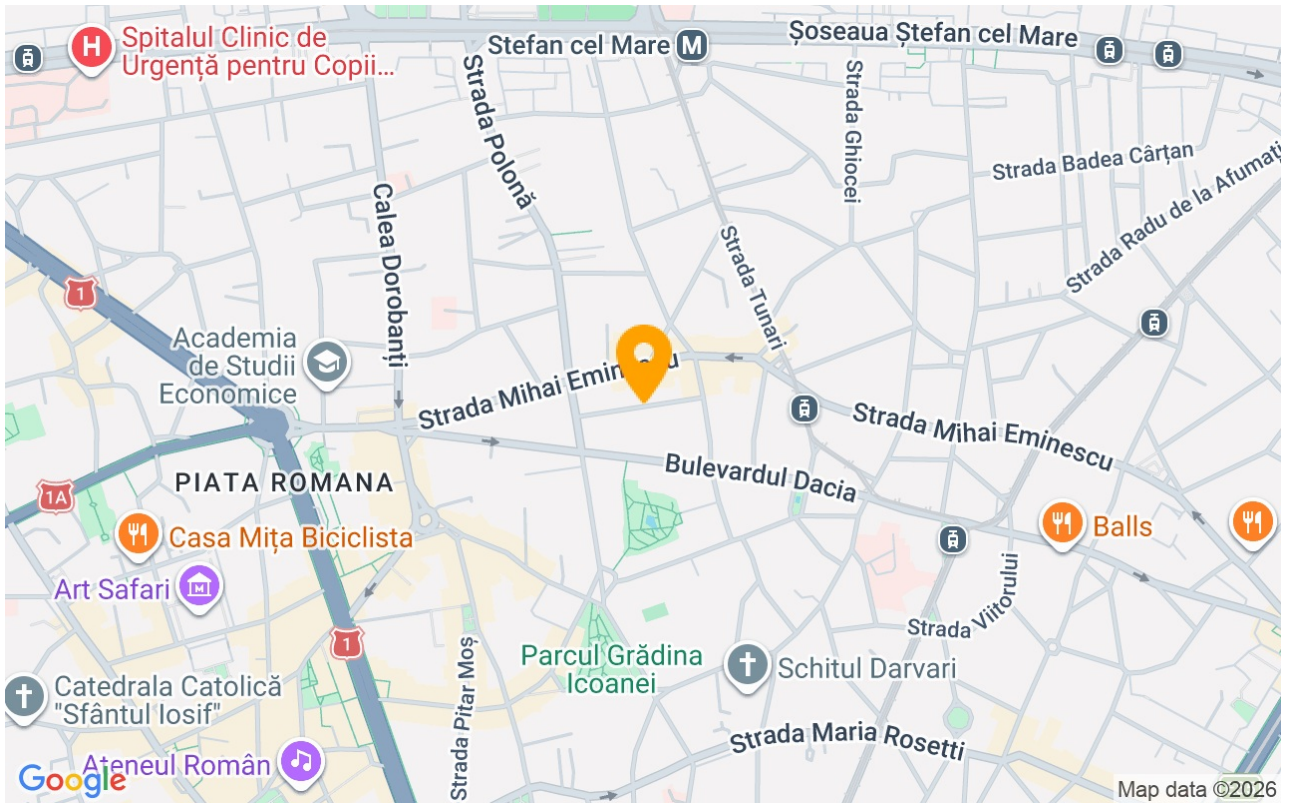 Spitalul Clinic de
Urgență pentru Copii...
Stefan cel Mare
M
Șoseaua Ștefan cel Mare
H
Strada Polonă
Strada Ghiocei
Strada Badea Cârțan
Strada Radu de la Afumați
Calea Dorobanți
Strada Tunari
1
Academia
de Studii
Economice
Strada Mihai Eminescu
Strada Mihai Eminescu
Bulevardul Dacia
PIATA ROMANA
1A
Casa Mița Biciclista
Balls
Art Safari
M
Strada Viitorului
1
Parcul Grădina
Icoanei
Schitul Darvari
Catedrala Catolică
"Sfântul Iosif"
Strada Pitar Moș
Strada Maria Rosetti
Ateneul Român
Google
Map data ©2026